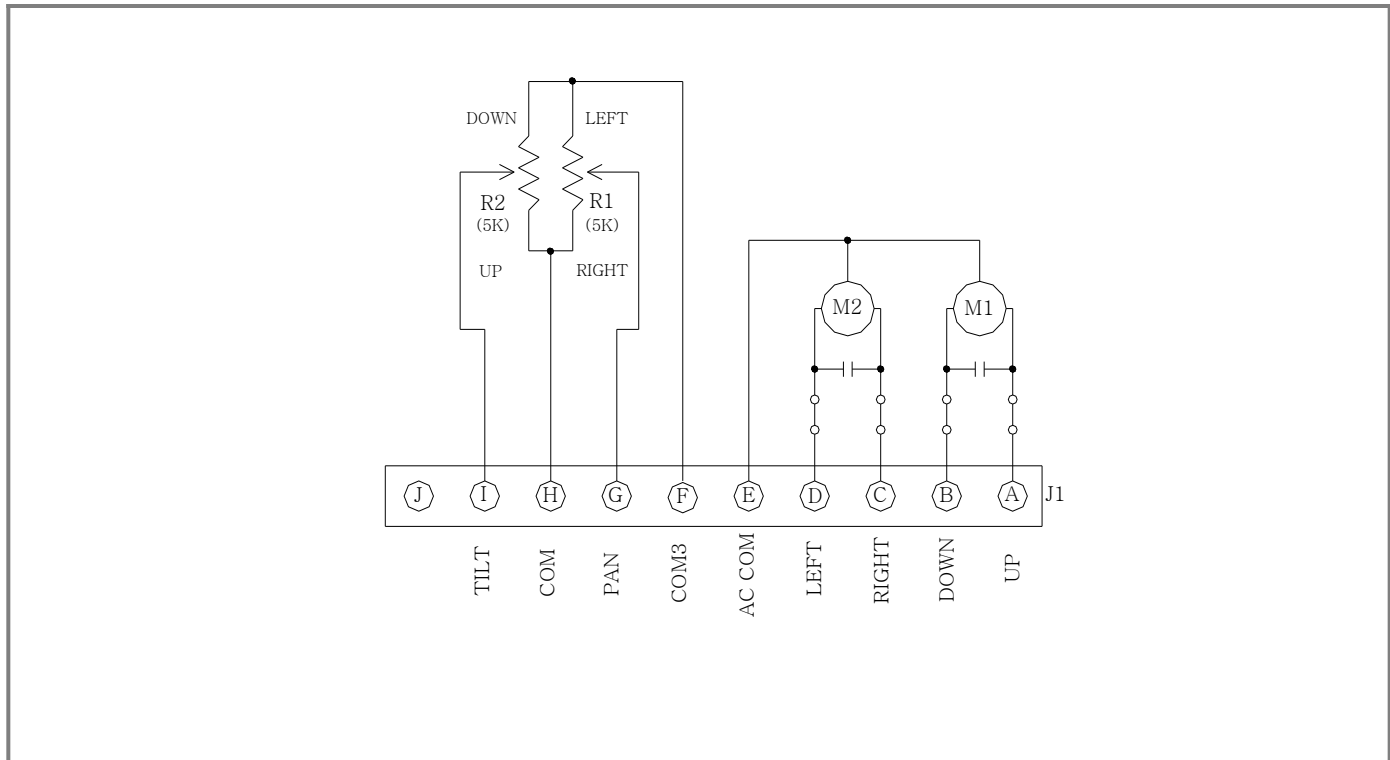 DOWN LEFT
R2 R1
(5K) (5K)
UP RIGHT
M2 M1
J I H G F E D C B A J1
TILT
COM
PAN
COM3
AC COM
LEFT
RIGHT
DOWN
UP